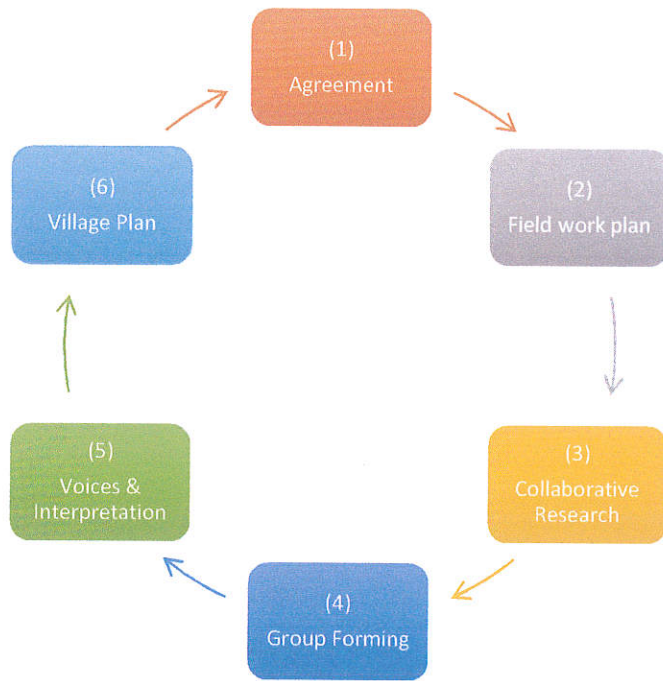 (1)
Agreement
(2)
Field work plan
(3)
Collaborative
Research
(4)
Group Forming
(5)
Voices &
Interpretation
(6)
Village Plan